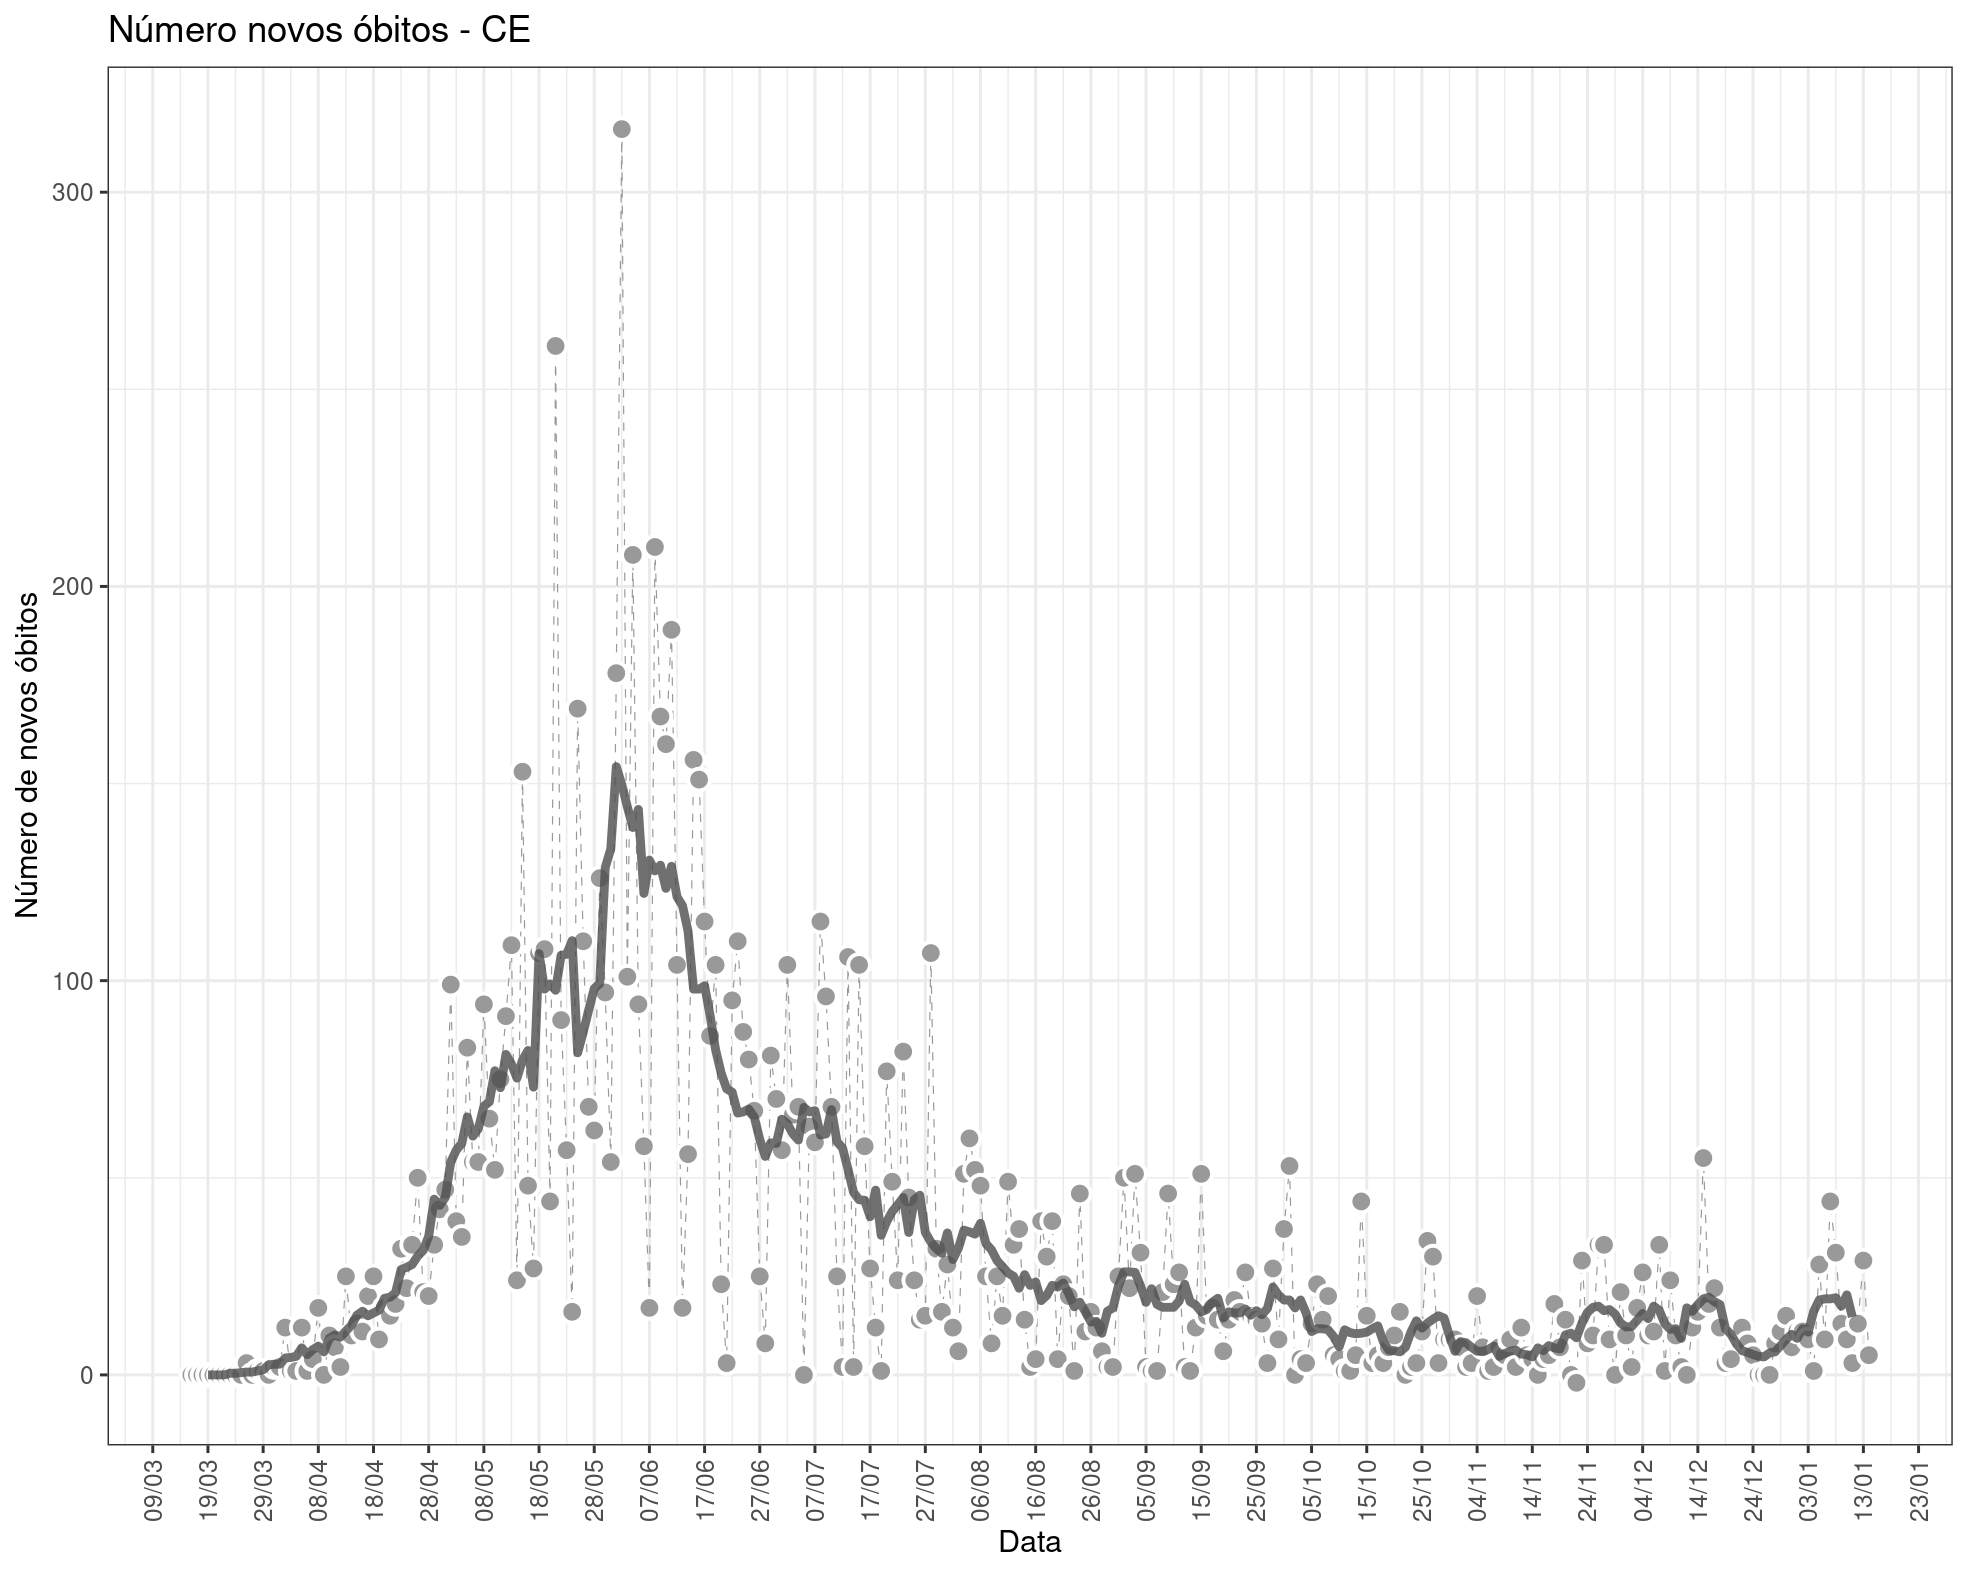 Número novos óbitos - CE
Número de novos óbitos
300
200
100
0
09/03 19/03 29/03 08/04 18/04 28/04 08/05 18/05 28/05 07/06 17/06 27/06 07/07 17/07 27/07 06/08 16/08 26/08 05/09 15/09 25/09 05/10 15/10 25/10 04/11 14/11 24/11 04/12 14/12 24/12 03/01 13/01 23/01
Data